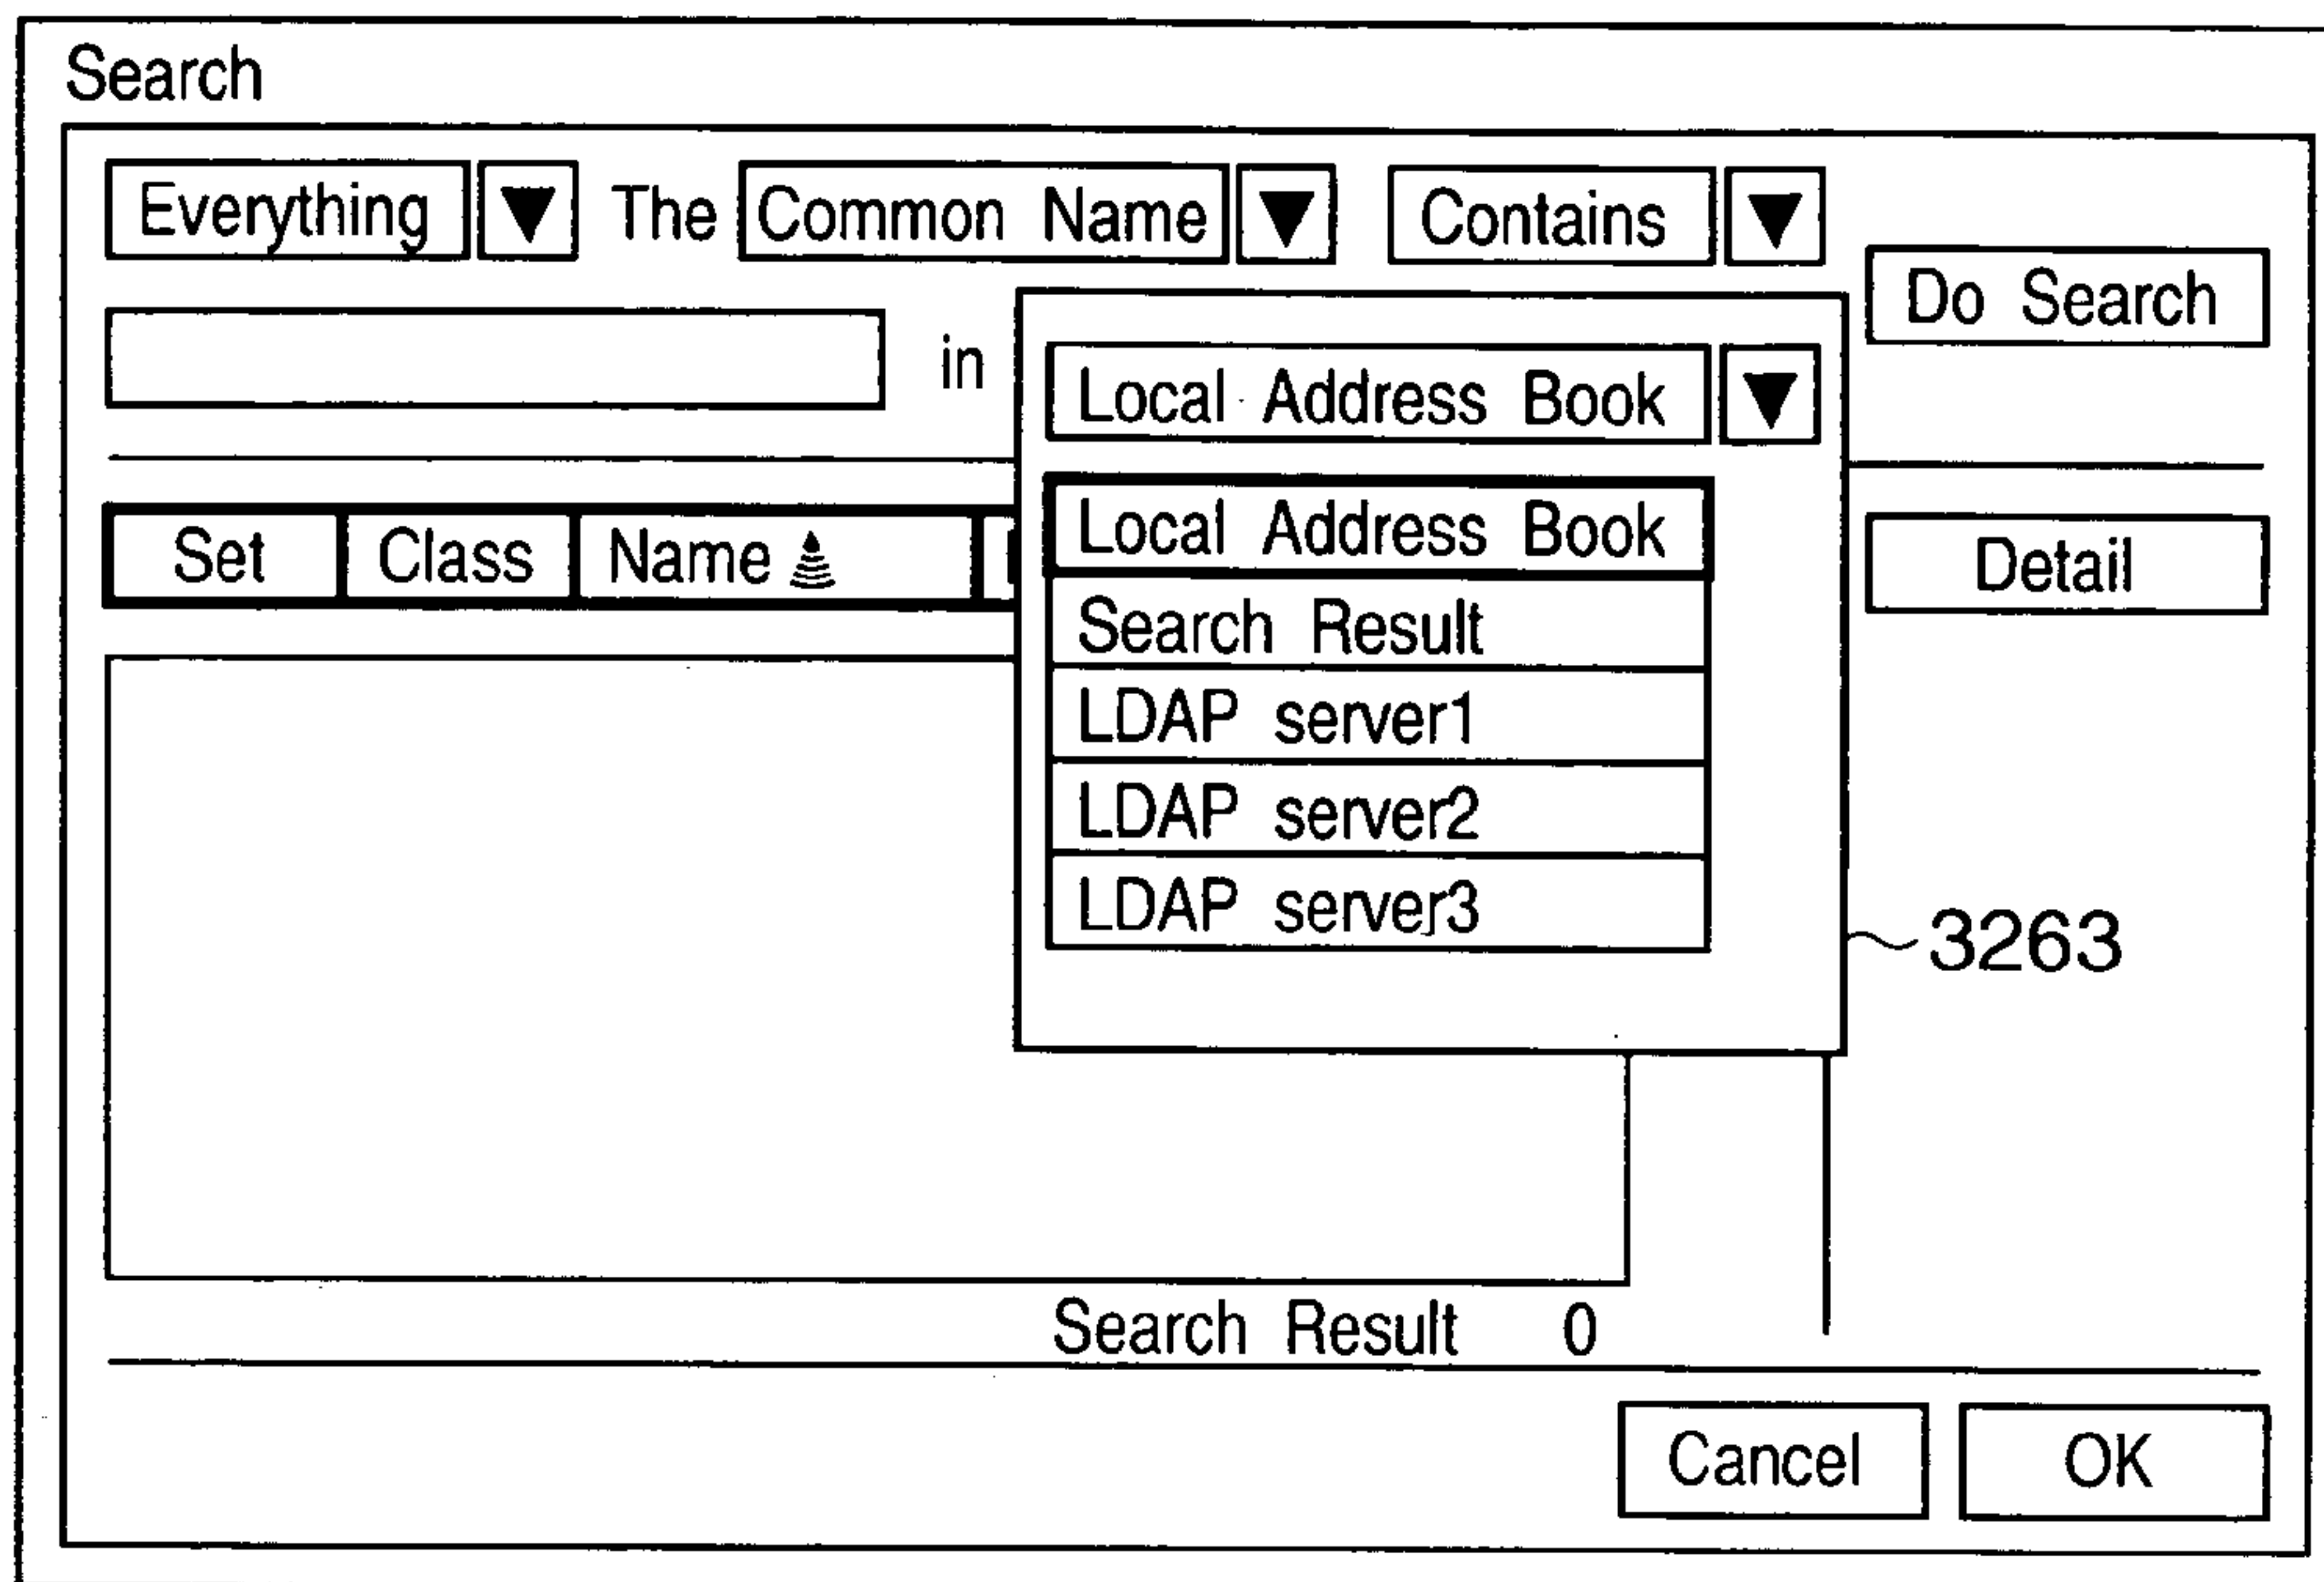 Search
Everything The Common Name Contains
Do Search
in Local Address Book
Local Address Book
Set Class Name Detail
Search Result
LDAP server1
LDAP server2
LDAP server3
3263
Search Result 0
Cancel OK